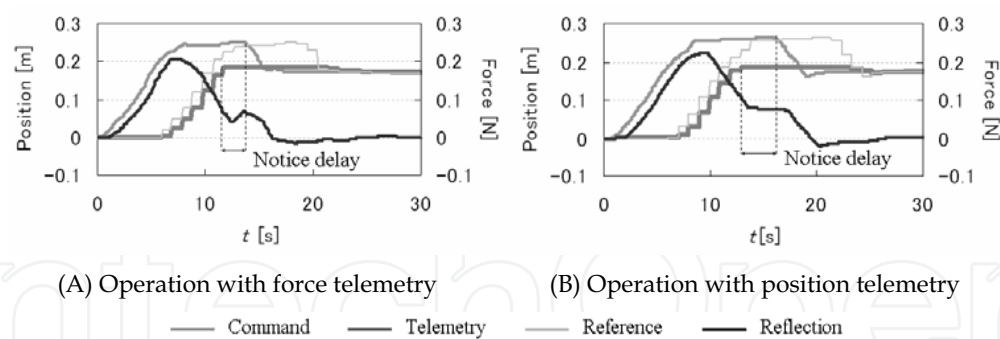 0.3
0.2
0.1
0
−0.1
Position [m]
0.3
0.2
0.1
0
−0.1
Force [N]
Notice delay
0 10 20 30
t [s]
0.3
0.2
0.1
0
−0.1
Position [m]
0.3
0.2
0.1
0
−0.1
Force [N]
Notice delay
0 10 20 30
t [s]
(A) Operation with force telemetry
(B) Operation with position telemetry
Command Telemetry Reference Reflection